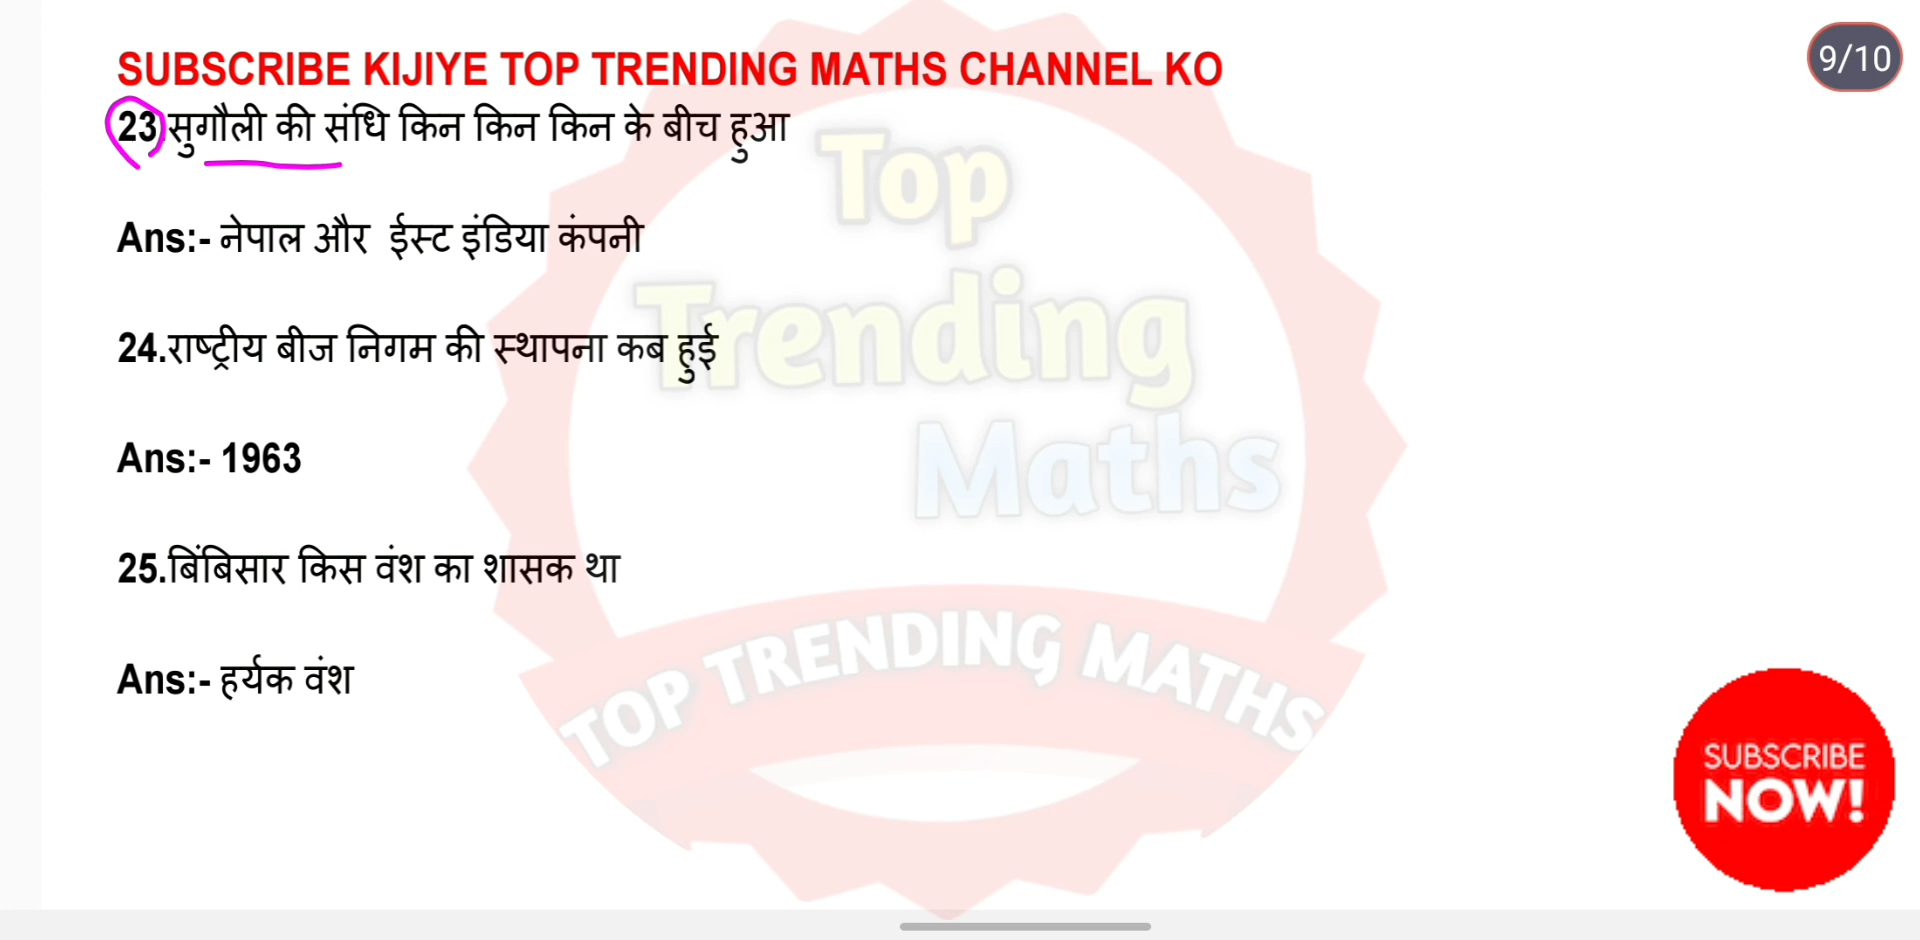 SUBSCRIBE KIJIYE TOP TRENDING MATHS CHANNEL KO
9/10
23.सुगौली की संधि किन किन किन के बीच हुआ
Ans:- नेपाल और ईस्ट इंडिया कंपनी
24.राष्ट्रीय बीज निगम की स्थापना कब हुई
Ans:- 1963
25.बिंबिसार किस वंश का शासक था
Ans:- हर्यक वंश
Top
Trending
Maths
TOP TRENDING MATHS
SUBSCRIBE
NOW!